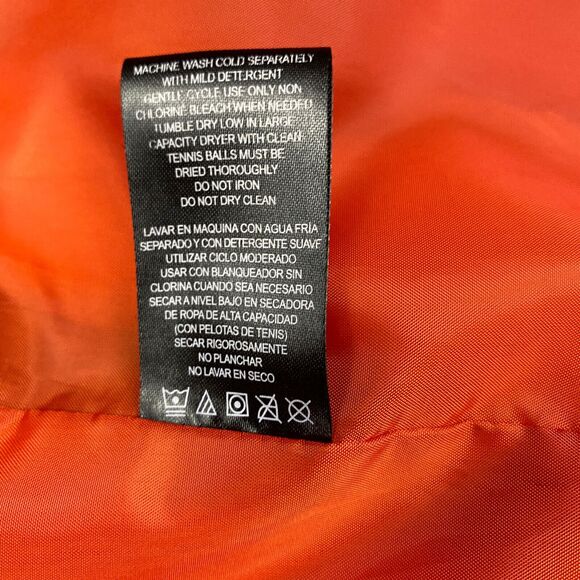 MACHINE WASH COLD SEPARATELY
WITH MILD DETERGENT
GENTLE CYCLE USE ONLY NON
CHLORINE BLEACH WHEN NEEDED
TUMBLE DRY LOW IN LARGE
CAPACITY DRYER WITH CLEAN
TENNIS BALLS MUST BE
DRIED THOROUGHLY
DO NOT IRON
DO NOT DRY CLEAN
LAVAR EN MAQUINA CON AGUA FRÍA
SEPARADO Y CON DETERGENTE SUAVE
UTILIZAR CICLO MODERADO
USAR CON BLANQUEADOR SIN
CLORINA CUANDO SEA NECESARIO
SECAR A NIVEL BAJO EN SECADORA
DE ROPA DE ALTA CAPACIDAD
(CON PELOTAS DE TENIS)
SECAR RIGOROSAMENTE
NO PLANCHAR
NO LAVAR EN SECO